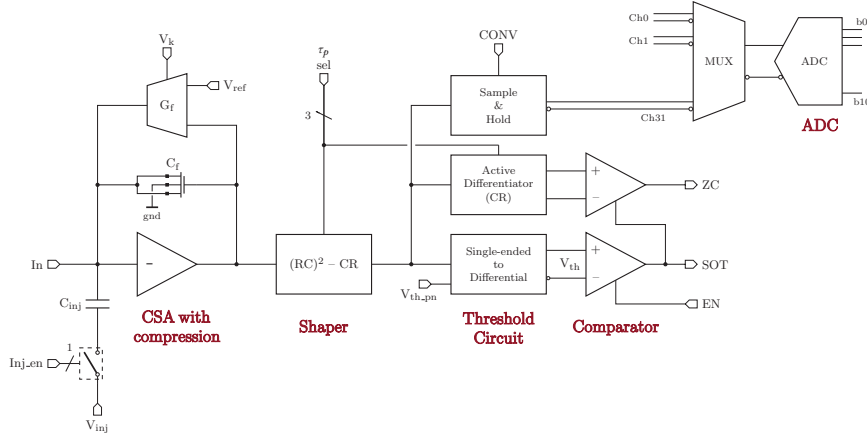 V_k
G_f
V_ref
C_f
gnd
In
-
C_inj
Inj_en
1
V_inj
CSA with
compression
τ_p
sel
3
(RC)² – CR
Shaper
CONV
Sample
&
Hold
Active
Differentiator
(CR)
Single-ended
to
Differential
V_th_pn
Threshold
Circuit
V_th
+
−
+
−
Comparator
ZC
SOT
EN
Ch0
Ch1
Ch31
MUX
ADC
b0
b10
ADC